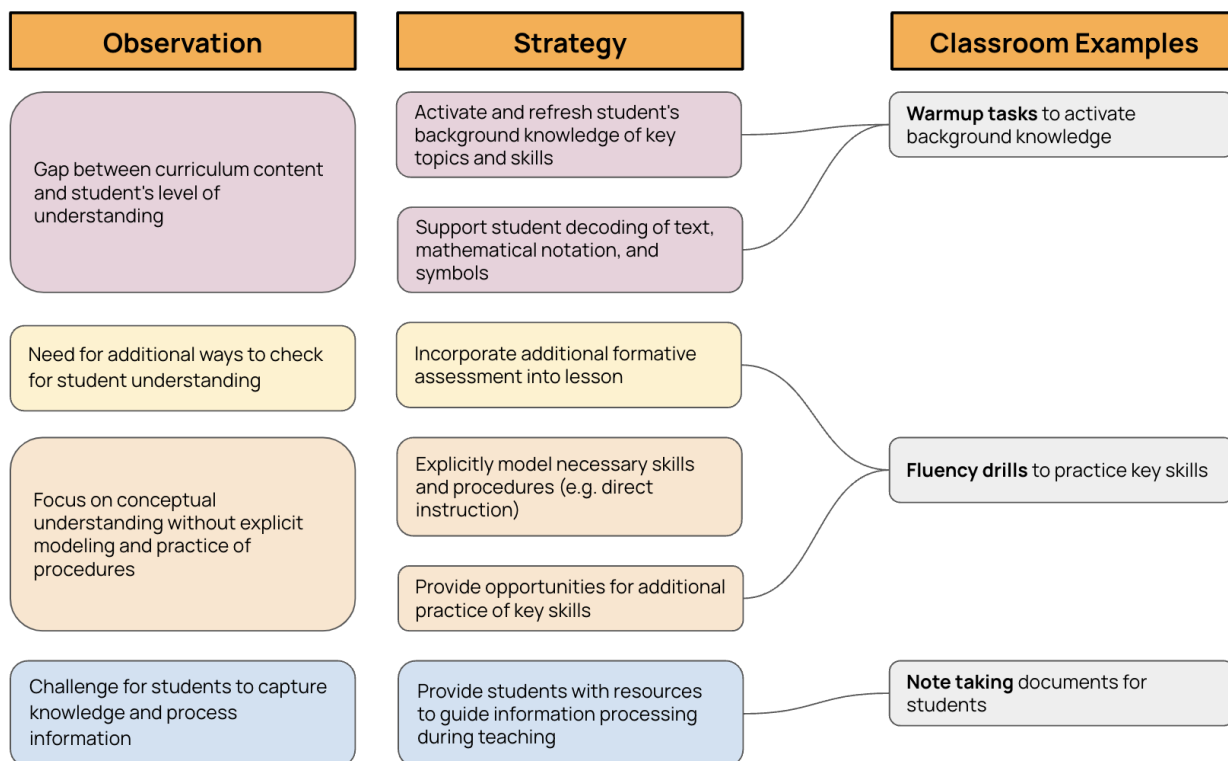 Observation
Strategy
Classroom Examples
Gap between curriculum content
and student's level of
understanding
Activate and refresh student's
background knowledge of key
topics and skills
Support student decoding of text,
mathematical notation, and
symbols
Warmup tasks to activate
background knowledge
Need for additional ways to check
for student understanding
Incorporate additional formative
assessment into lesson
Focus on conceptual
understanding without explicit
modeling and practice of
procedures
Explicitly model necessary skills
and procedures (e.g. direct
instruction)
Provide opportunities for additional
practice of key skills
Fluency drills to practice key skills
Challenge for students to capture
knowledge and process
information
Provide students with resources
to guide information processing
during teaching
Note taking documents for
students